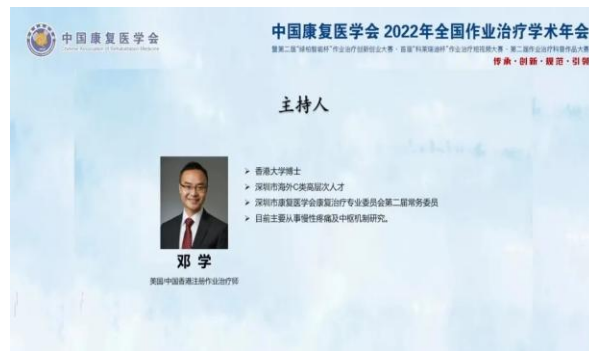 中国康复医学会
Chinese Association of Rehabilitation Medicine
中国康复医学会 2022年全国作业治疗学术年会
传承·创新·规范·引领
主持人
香港大学博士
深圳市海外C类高层次人才
深圳市康复医学会康复治疗专业委员会第二届常务委员
目前主要从事慢性疼痛及中枢机制研究。
邓 学
美国/中国香港注册作业治疗师